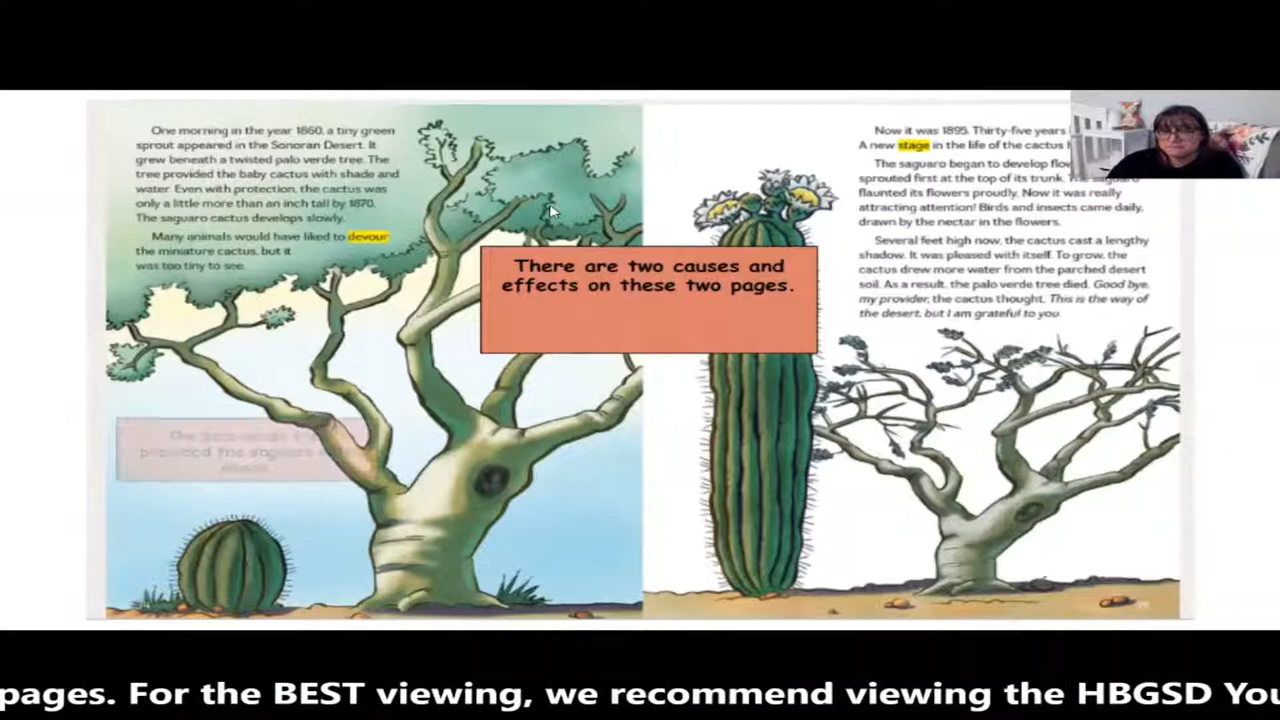 One morning in the year 1860, a tiny green
sprout appeared in the Sonoran Desert. It
grew beneath a twisted palo verde tree. The
tree provided the baby cactus with shade and
water. Even with protection, the cactus was
only a little more than an inch tall by 1870.
The saguaro cactus develops slowly.
Many animals would have liked to devour
the miniature cactus, but it
was too tiny to see.
There are two causes and
effects on these two pages.
Now it was 1895. Thirty-five years
A new stage in the life of the cactus
The saguaro began to develop
sprouted first at the top of its trunk. The saguaro
flaunted its flowers proudly. Now it was really
attracting attention! Birds and insects came daily,
drawn by the nectar in the flowers.
Several feet high now, the cactus cast a lengthy
shadow. It was pleased with itself. To grow, the
cactus drew more water from the parched desert
soil. As a result, the palo verde tree died. Good bye,
my provider, the cactus thought. This is the way of
the desert, but I am grateful to you.
provided the saguaro
pages. For the BEST viewing, we recommend viewing the HBGSD You